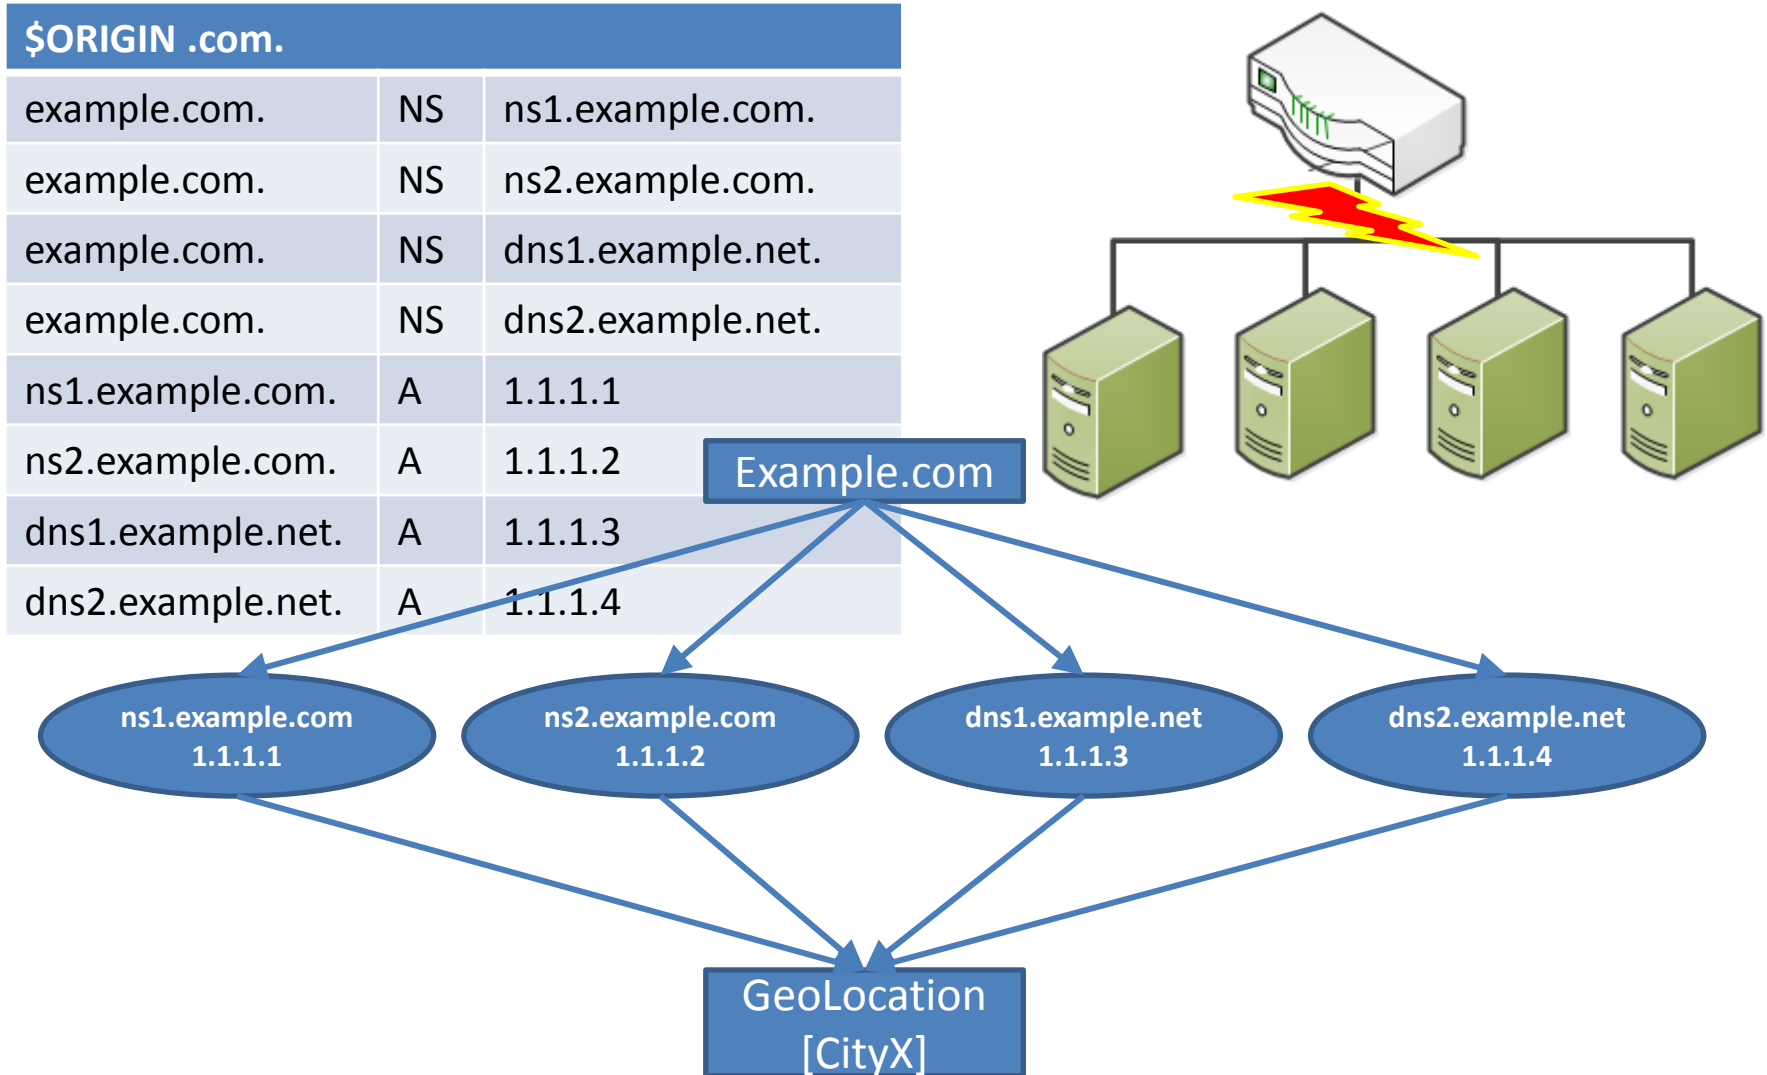 $ORIGIN .com.
example.com. NS ns1.example.com.
example.com. NS ns2.example.com.
example.com. NS dns1.example.net.
example.com. NS dns2.example.net.
ns1.example.com. A 1.1.1.1
ns2.example.com. A 1.1.1.2
dns1.example.net. A 1.1.1.3
dns2.example.net. A 1.1.1.4
Example.com
ns1.example.com
1.1.1.1
ns2.example.com
1.1.1.2
dns1.example.net
1.1.1.3
dns2.example.net
1.1.1.4
GeoLocation
[CityX]